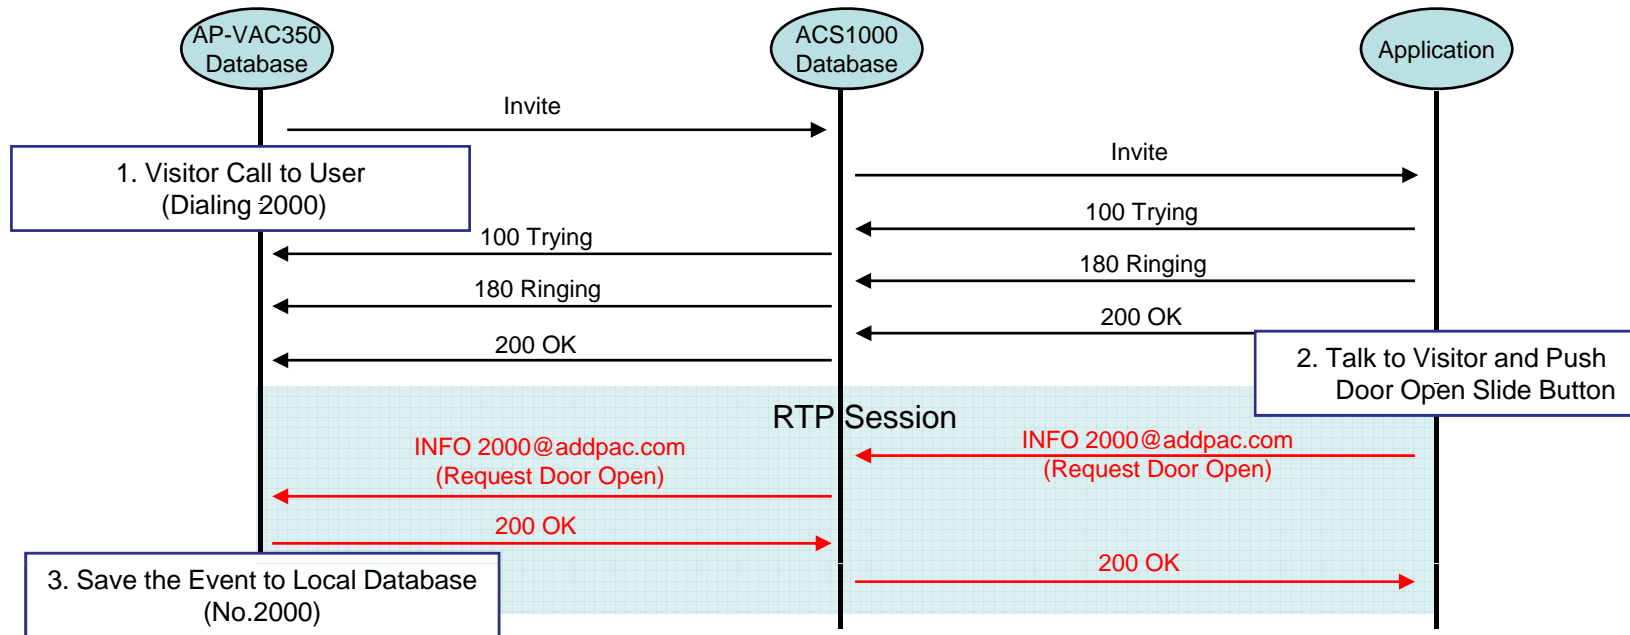 AP-VAC350
Database
ACS1000
Database
Application
Invite
Invite
1. Visitor Call to User
(Dialing 2000)
100 Trying
100 Trying
180 Ringing
180 Ringing
200 OK
200 OK
2. Talk to Visitor and Push
Door Open Slide Button
RTP Session
INFO 2000@addpac.com
(Request Door Open)
INFO 2000@addpac.com
(Request Door Open)
200 OK
200 OK
3. Save the Event to Local Database
(No.2000)